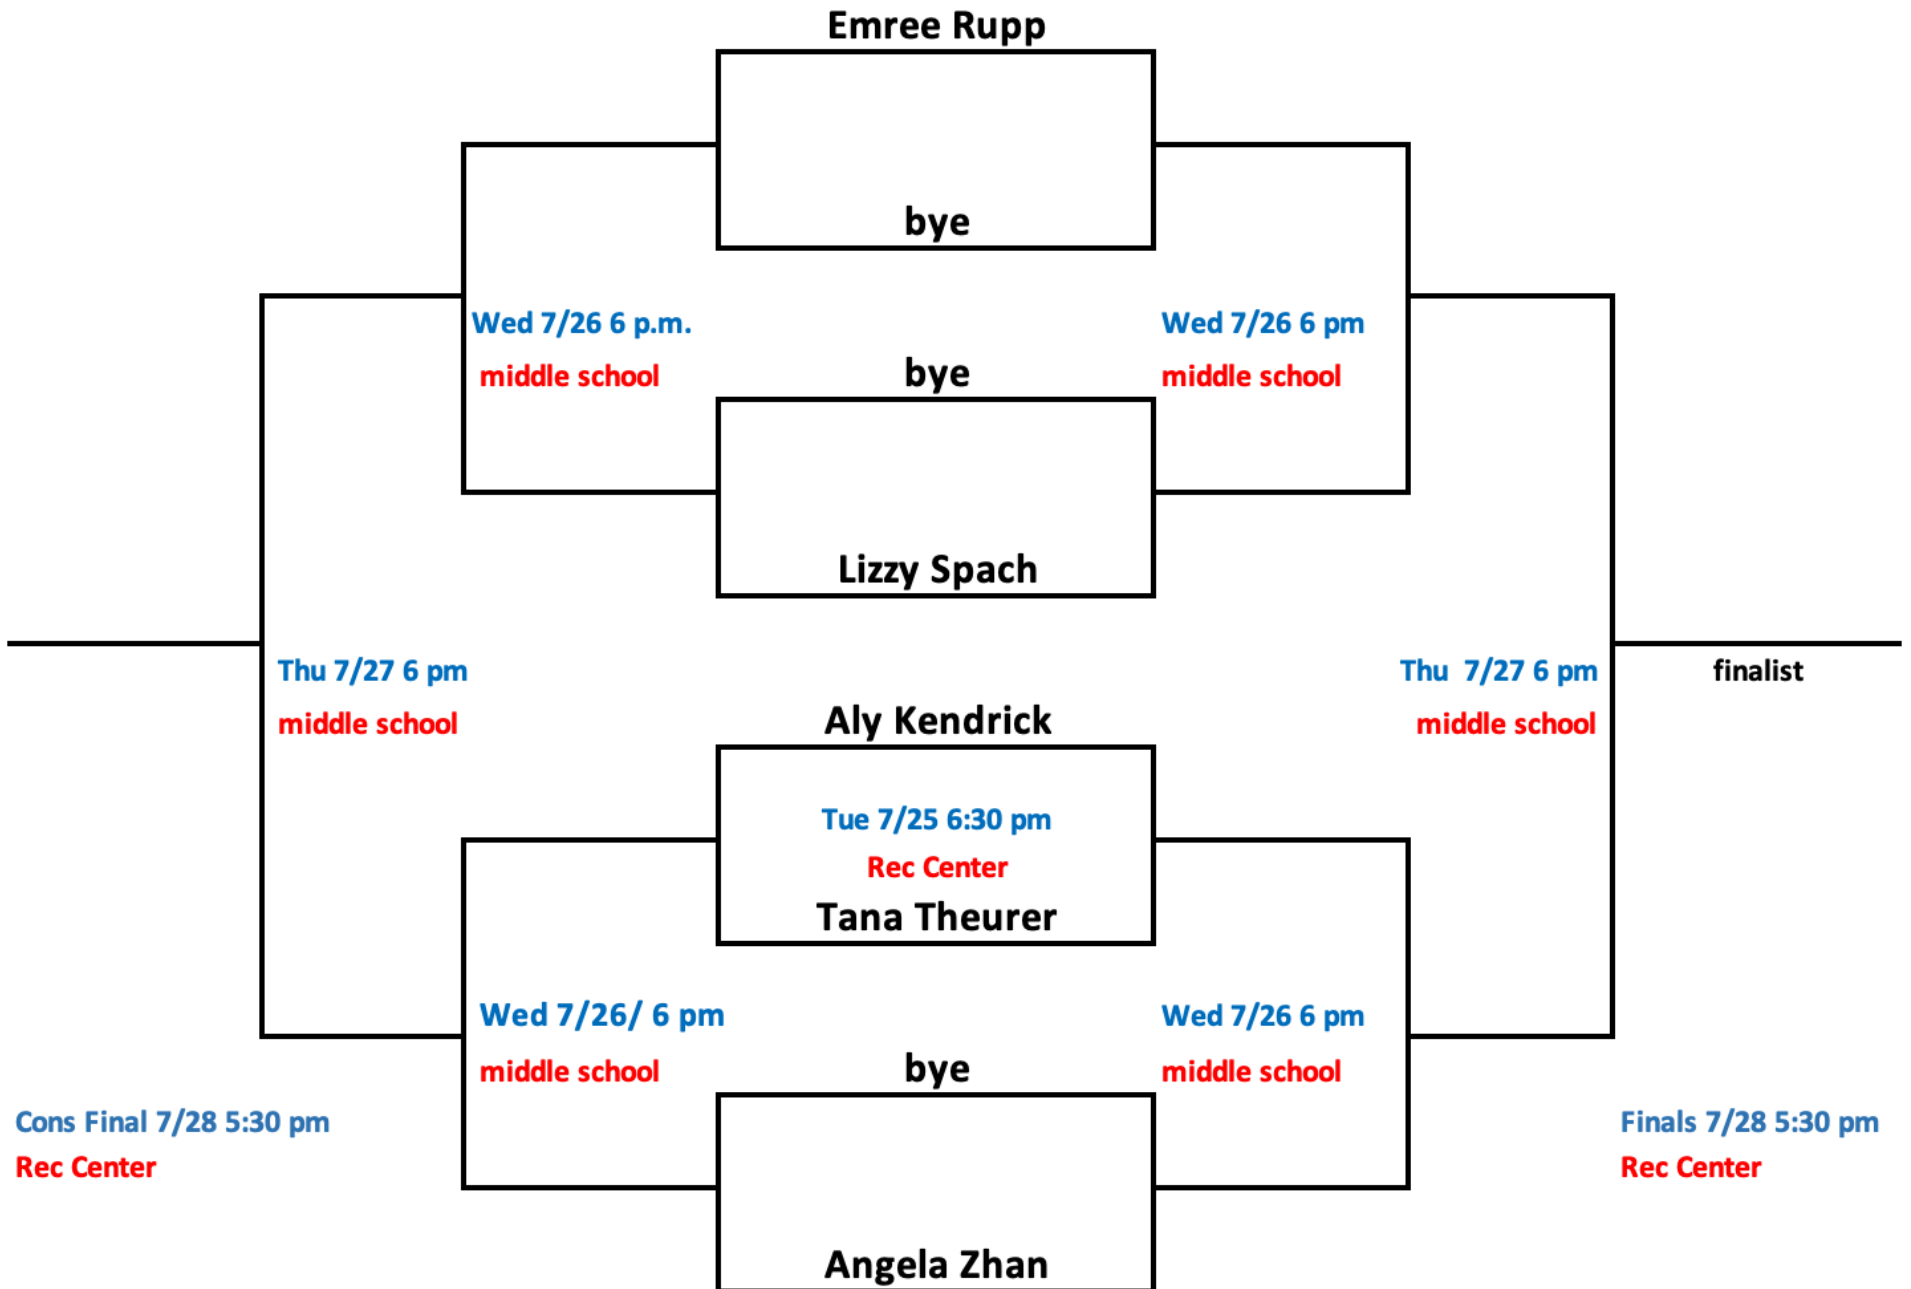 Emree Rupp
bye
Wed 7/26 6 p.m.
middle school
Wed 7/26 6 pm
middle school
bye
Lizzy Spach
Thu 7/27 6 pm
middle school
Thu  7/27 6 pm
middle school
finalist
Aly Kendrick
Tue 7/25 6:30 pm
Rec Center
Tana Theurer
Wed 7/26/ 6 pm
middle school
Wed 7/26 6 pm
middle school
bye
Cons Final 7/28 5:30 pm
Rec Center
Finals 7/28 5:30 pm
Rec Center
Angela Zhan